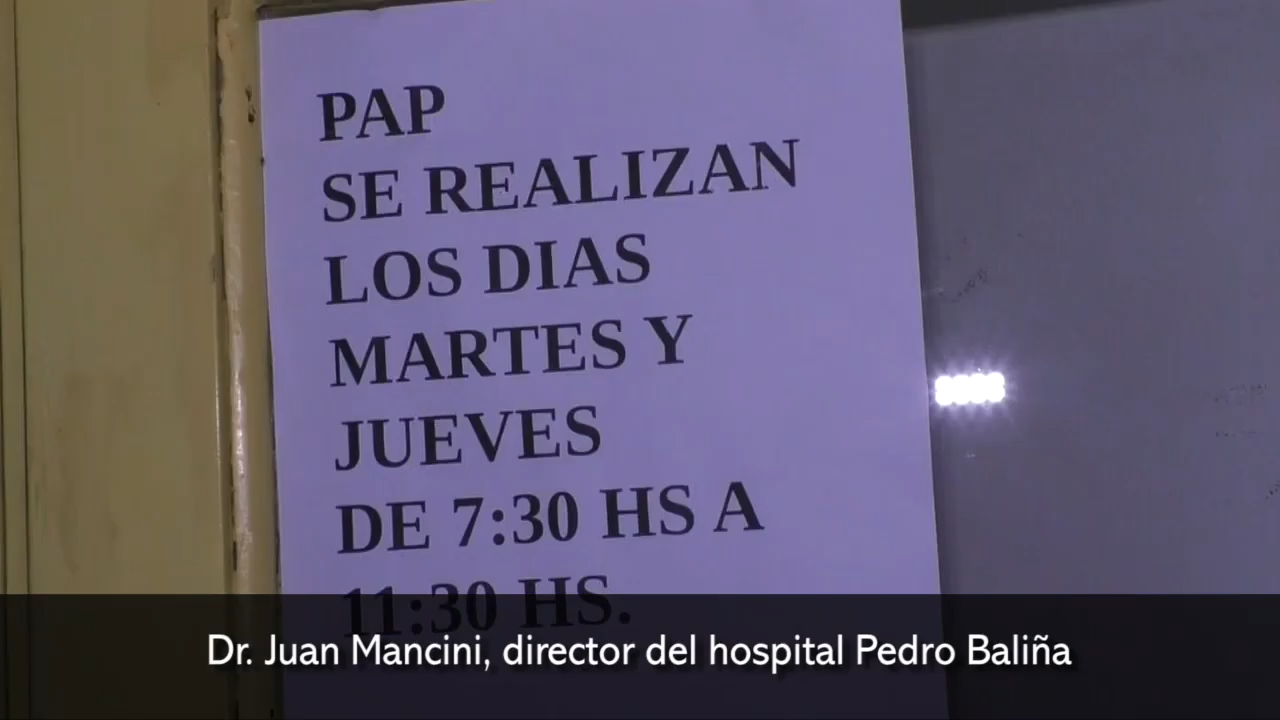 PAP
SE REALIZAN
LOS DIAS
MARTES Y
JUEVES
DE 7:30 HS A
11:30 HS.
Dr. Juan Mancini, director del hospital Pedro Baliña